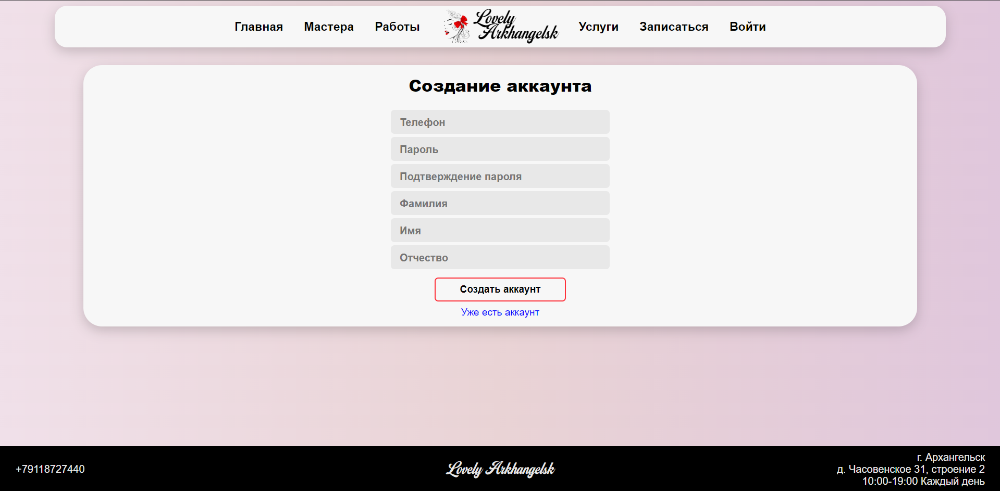 Главная Мастера Работы Lovely Arkhangelsk Услуги Записаться Войти
Создание аккаунта
Телефон
Пароль
Подтверждение пароля
Фамилия
Имя
Отчество
Создать аккаунт
Уже есть аккаунт
+79118727440
Lovely Arkhangelsk
г. Архангельск
д. Часовенское 31, строение 2
10:00-19:00 Каждый день